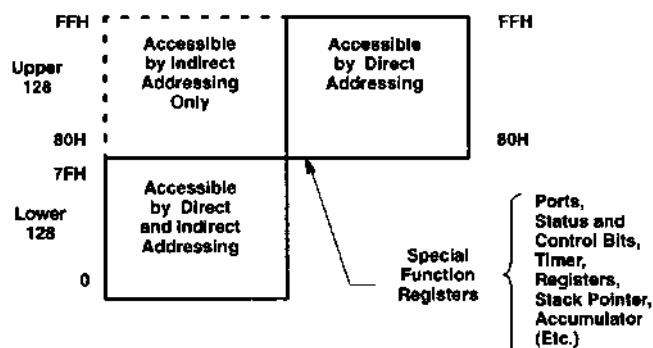 FFH
Upper
128
80H
7FH
Lower
128
0
Accessible
by Indirect
Addressing
Only
Accessible
by Direct
Addressing
FFH
80H
Accessible
by Direct
and Indirect
Addressing
Special
Function
Registers
Ports,
Status and
Control Bits,
Timer,
Registers,
Stack Pointer,
Accumulator
(Etc.)